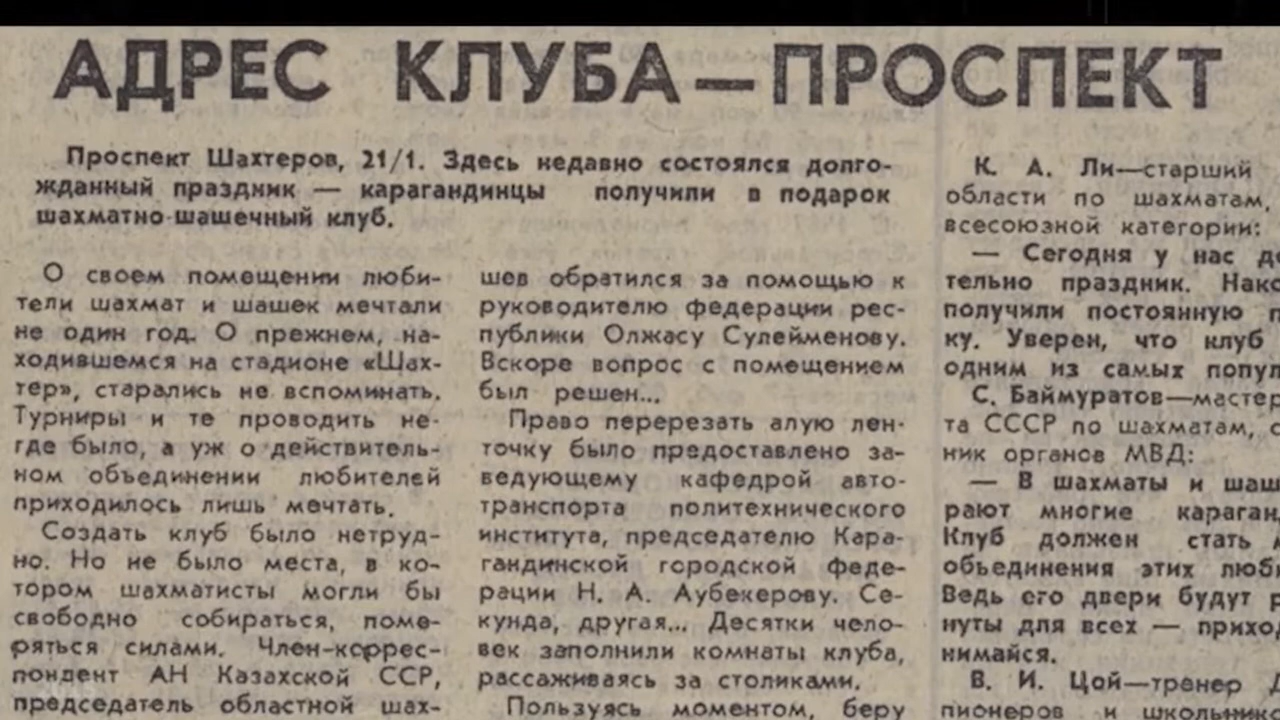 АДРЕС КЛУБА—ПРОСПЕКТ
Проспект Шахтеров, 21/1. Здесь недавно состоялся долго-
жданный праздник — карагандинцы получили в подарок
шахматно-шашечный клуб.
О своем помещении люби-
тели шахмат и шашек мечтали
не один год. О прежнем, на-
ходившемся на стадионе «Шах-
тер», старались не вспоминать.
Турниры и те проводить не-
где было, а уж о действитель-
ном объединении любителей
приходилось лишь мечтать.
Создать клуб было нетруд-
но. Но не было места, в ко-
тором шахматисты могли бы
свободно собираться, поме-
ряться силами. Член-коррес-
пондент АН Казахской ССР,
председатель областной шах-
шев обратился за помощью к
руководителю федерации рес-
публики Олжасу Сулейменову.
Вскоре вопрос с помещением
был решен...
Право перерезать алую лен-
точку было предоставлено за-
ведующему кафедрой авто-
транспорта политехнического
института, председателю Кара-
гандинской городской феде-
рации Н. А. Аубекерову. Се-
кунда, другая... Десятки чело-
век заполнили комнаты клуба,
рассаживаясь за столиками.
Пользуясь моментом, беру
К. А. Ли—старший
области по шахматам,
всесоюзной категории:
— Сегодня у нас де
тельно праздник. Нако
получили постоянную п
ку. Уверен, что клуб
одним из самых попул
С. Баймуратов—мастер
та СССР по шахматам, с
ник органов МВД:
— В шахматы и шаш
рают многие караган
Клуб должен стать м
объединения этих люб
Ведь его двери будут р
нуты для всех — прихо
нимайся.
В. И. Цой—тренер Д
пионеров и школьнико